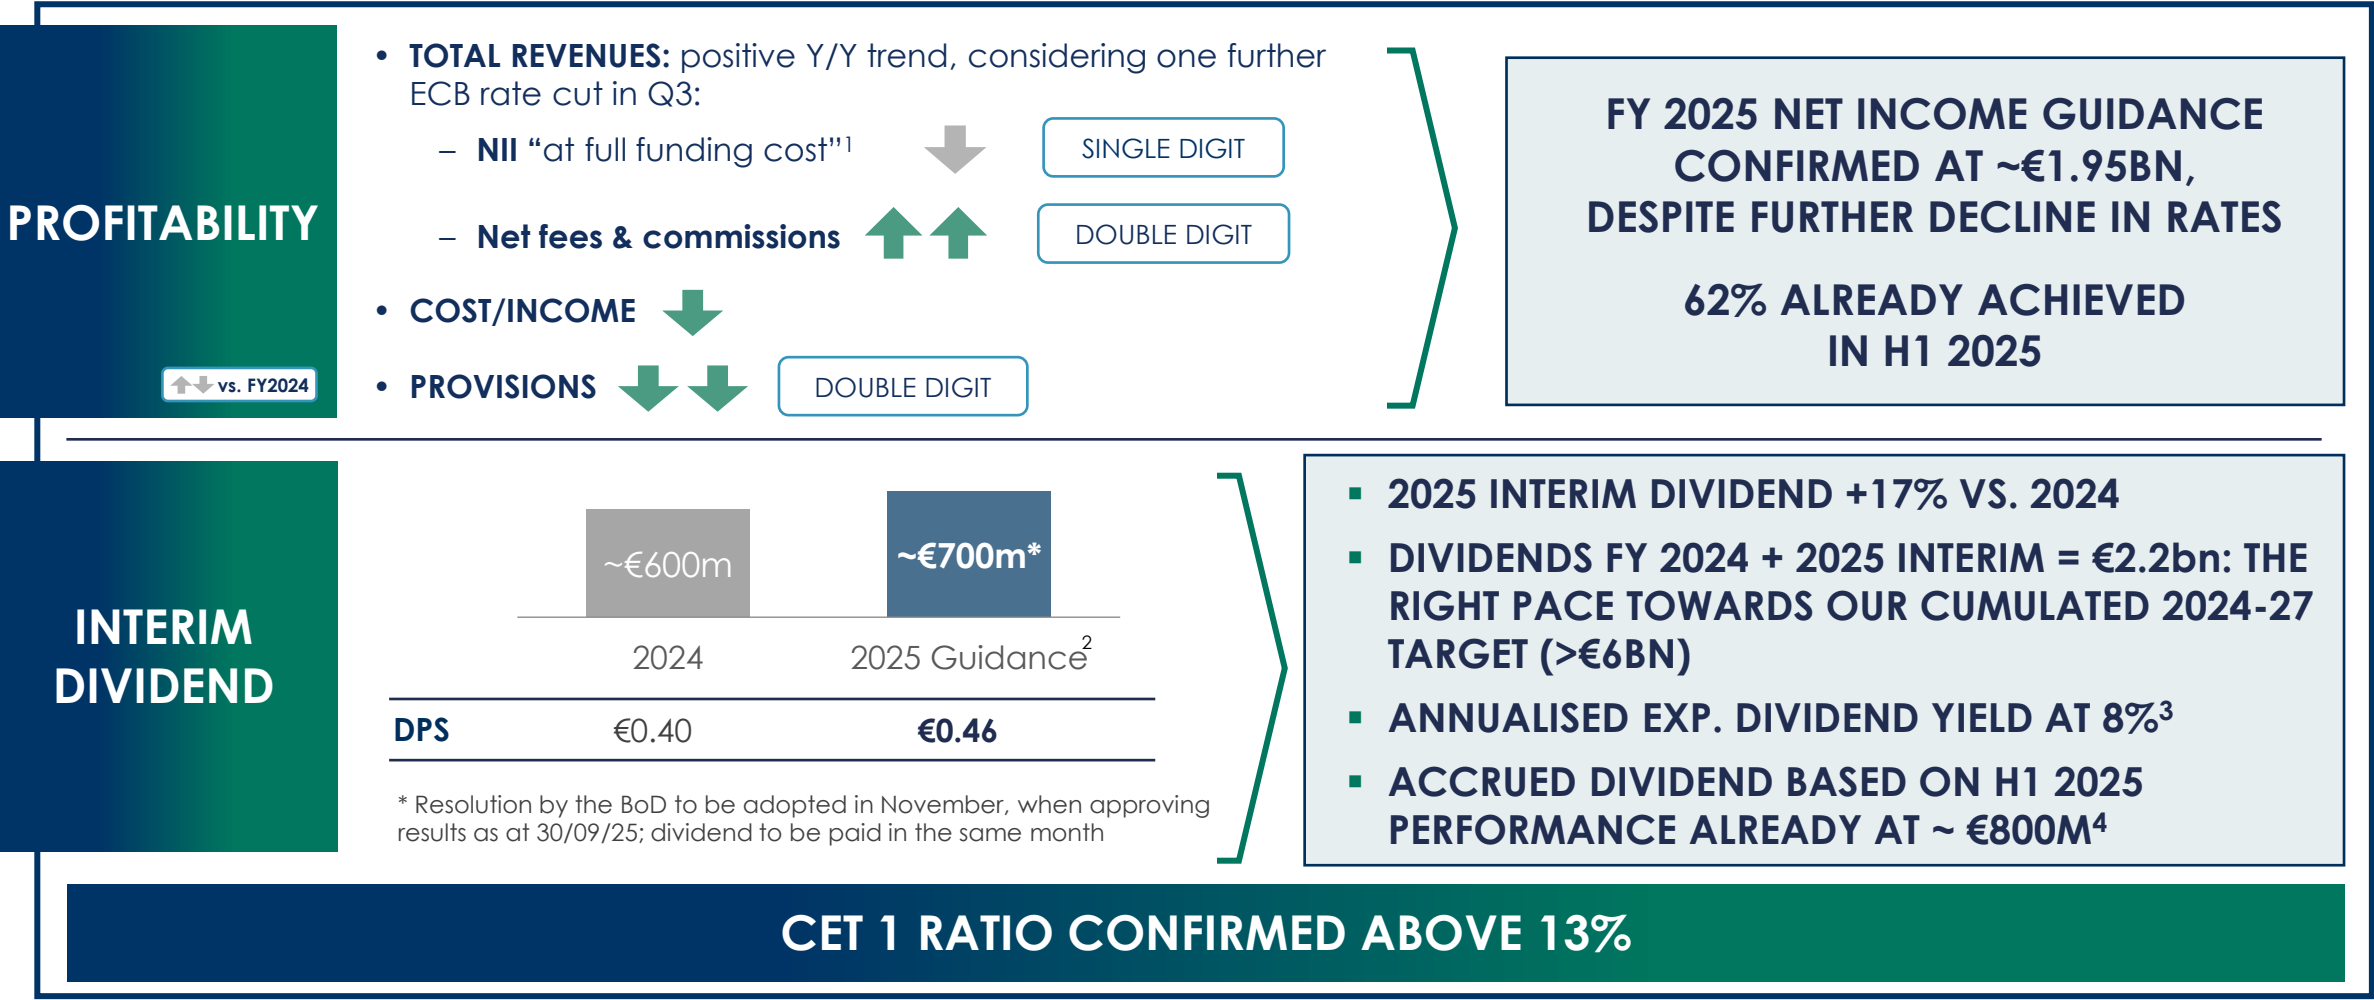 PROFITABILITY
vs. FY2024
• TOTAL REVENUES: positive Y/Y trend, considering one further
ECB rate cut in Q3:
– NII “at full funding cost”1
SINGLE DIGIT
– Net fees & commissions
DOUBLE DIGIT
• COST/INCOME
• PROVISIONS
DOUBLE DIGIT
FY 2025 NET INCOME GUIDANCE
CONFIRMED AT ~€1.95BN,
DESPITE FURTHER DECLINE IN RATES
62% ALREADY ACHIEVED
IN H1 2025
INTERIM
DIVIDEND
~€600m
~€700m*
2024
2025 Guidance2
DPS €0.40 €0.46
* Resolution by the BoD to be adopted in November, when approving
results as at 30/09/25; dividend to be paid in the same month
▪ 2025 INTERIM DIVIDEND +17% VS. 2024
▪ DIVIDENDS FY 2024 + 2025 INTERIM = €2.2bn: THE
RIGHT PACE TOWARDS OUR CUMULATED 2024-27
TARGET (>€6BN)
▪ ANNUALISED EXP. DIVIDEND YIELD AT 8%3
▪ ACCRUED DIVIDEND BASED ON H1 2025
PERFORMANCE ALREADY AT ~ €800M4
CET 1 RATIO CONFIRMED ABOVE 13%